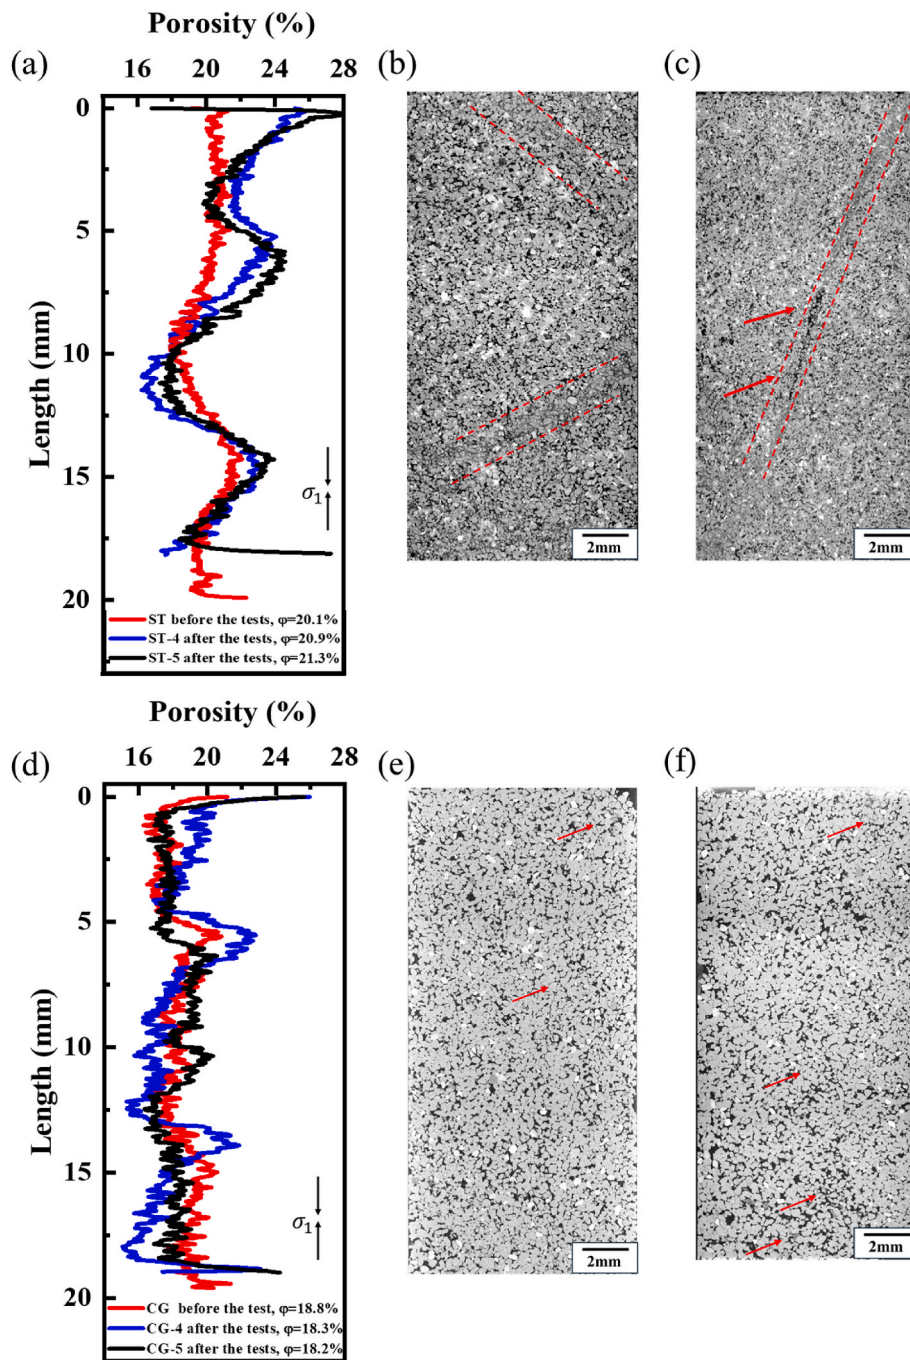 Porosity (%)
(a)
16 20 24 28
(b)
(c)
0
5
10
15
20
Length (mm)
σ1
ST before the tests, φ=20.1%
ST-4 after the tests, φ=20.9%
ST-5 after the tests, φ=21.3%
2mm
2mm
Porosity (%)
(d)
16 20 24 28
(e)
(f)
0
5
10
15
20
Length (mm)
σ1
CG before the test, φ=18.8%
CG-4 after the tests, φ=18.3%
CG-5 after the tests, φ=18.2%
2mm
2mm